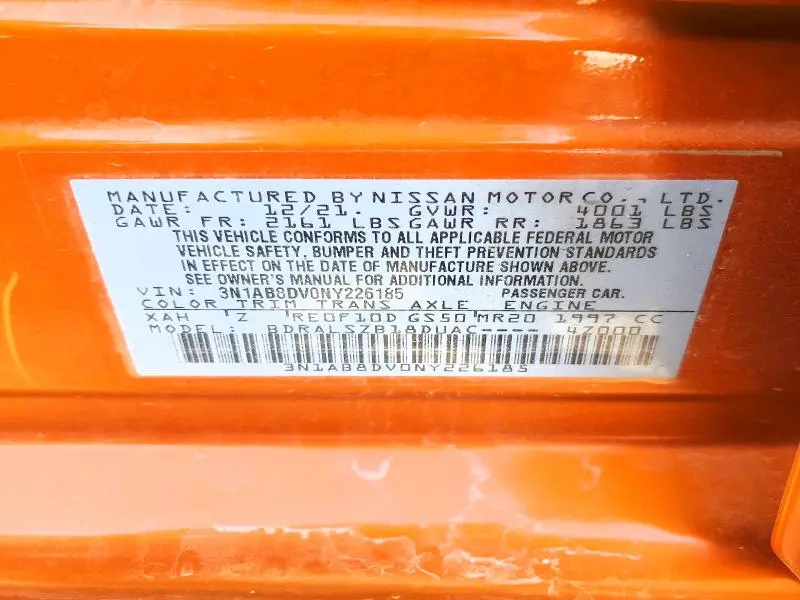 MANUFACTURED BY NISSAN MOTOR CO., LTD.
DATE: 12/21. GVWR: 4001 LBS
GAWR FR: 2161 LBS GAWR RR: 1863 LBS
THIS VEHICLE CONFORMS TO ALL APPLICABLE FEDERAL MOTOR
VEHICLE SAFETY, BUMPER AND THEFT PREVENTION STANDARDS
IN EFFECT ON THE DATE OF MANUFACTURE SHOWN ABOVE.
SEE OWNER'S MANUAL FOR ADDITIONAL INFORMATION.
VIN: 3N1AB8DV0NY226185 PASSENGER CAR.
COLOR TRIM TRANS AXLE ENGINE
XAH 'Z RE0F10D GS50 MR20 1997 CC
MODEL: BDRALSZB18DUAC---- 47000
3N1AB8DV0NY226185